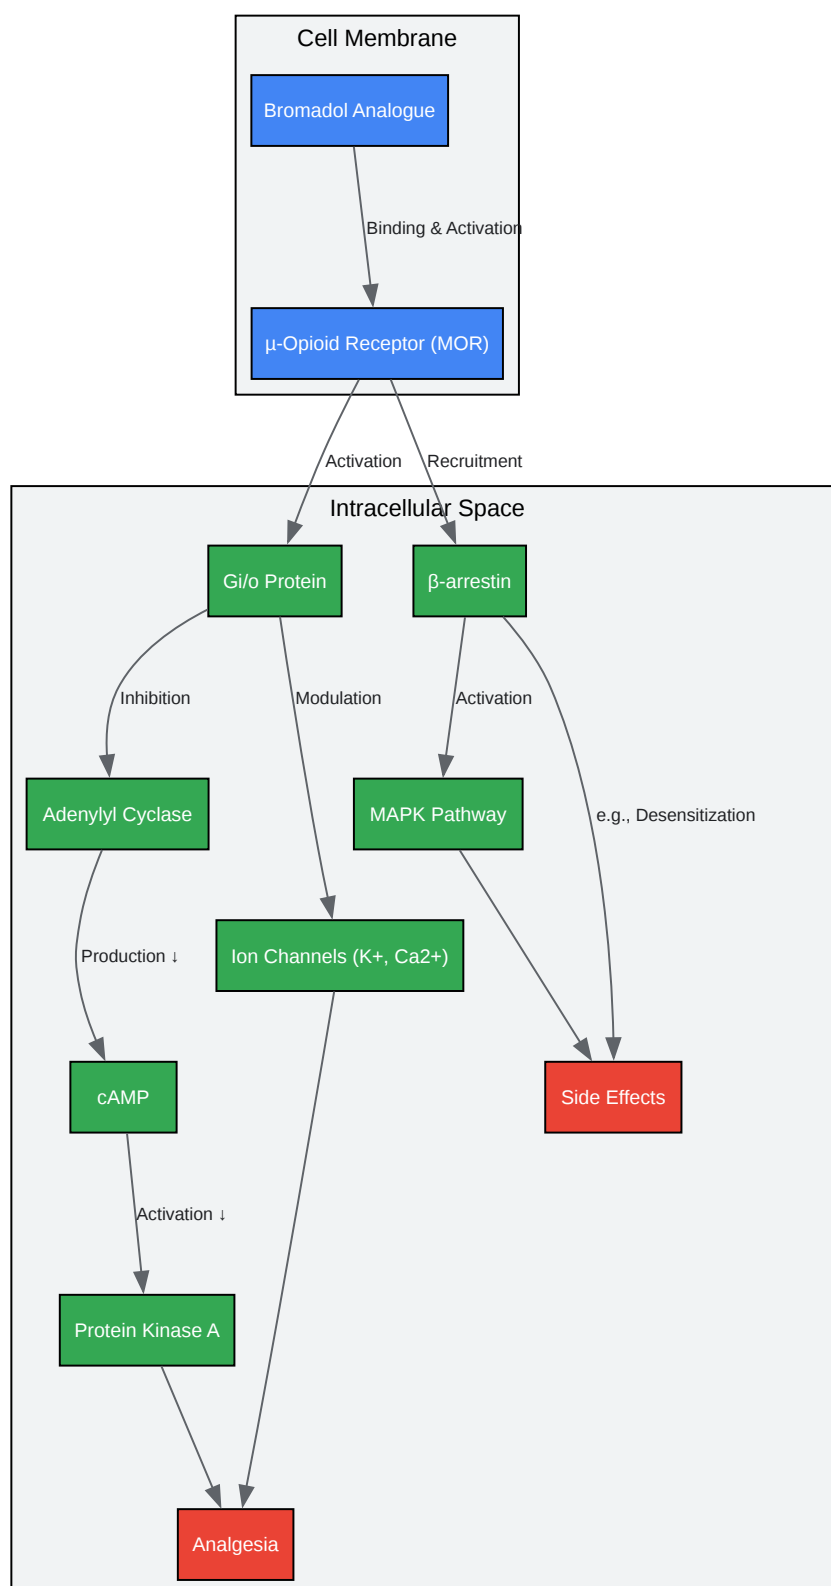 Cell Membrane
Bromadol Analogue
Binding & Activation
µ-Opioid Receptor (MOR)
Activation
Recruitment
Intracellular Space
Gi/o Protein
β-arrestin
Inhibition
Modulation
Activation
Adenylyl Cyclase
MAPK Pathway
e.g., Desensitization
Production ↓
Ion Channels (K+, Ca2+)
cAMP
Side Effects
Activation ↓
Protein Kinase A
Analgesia